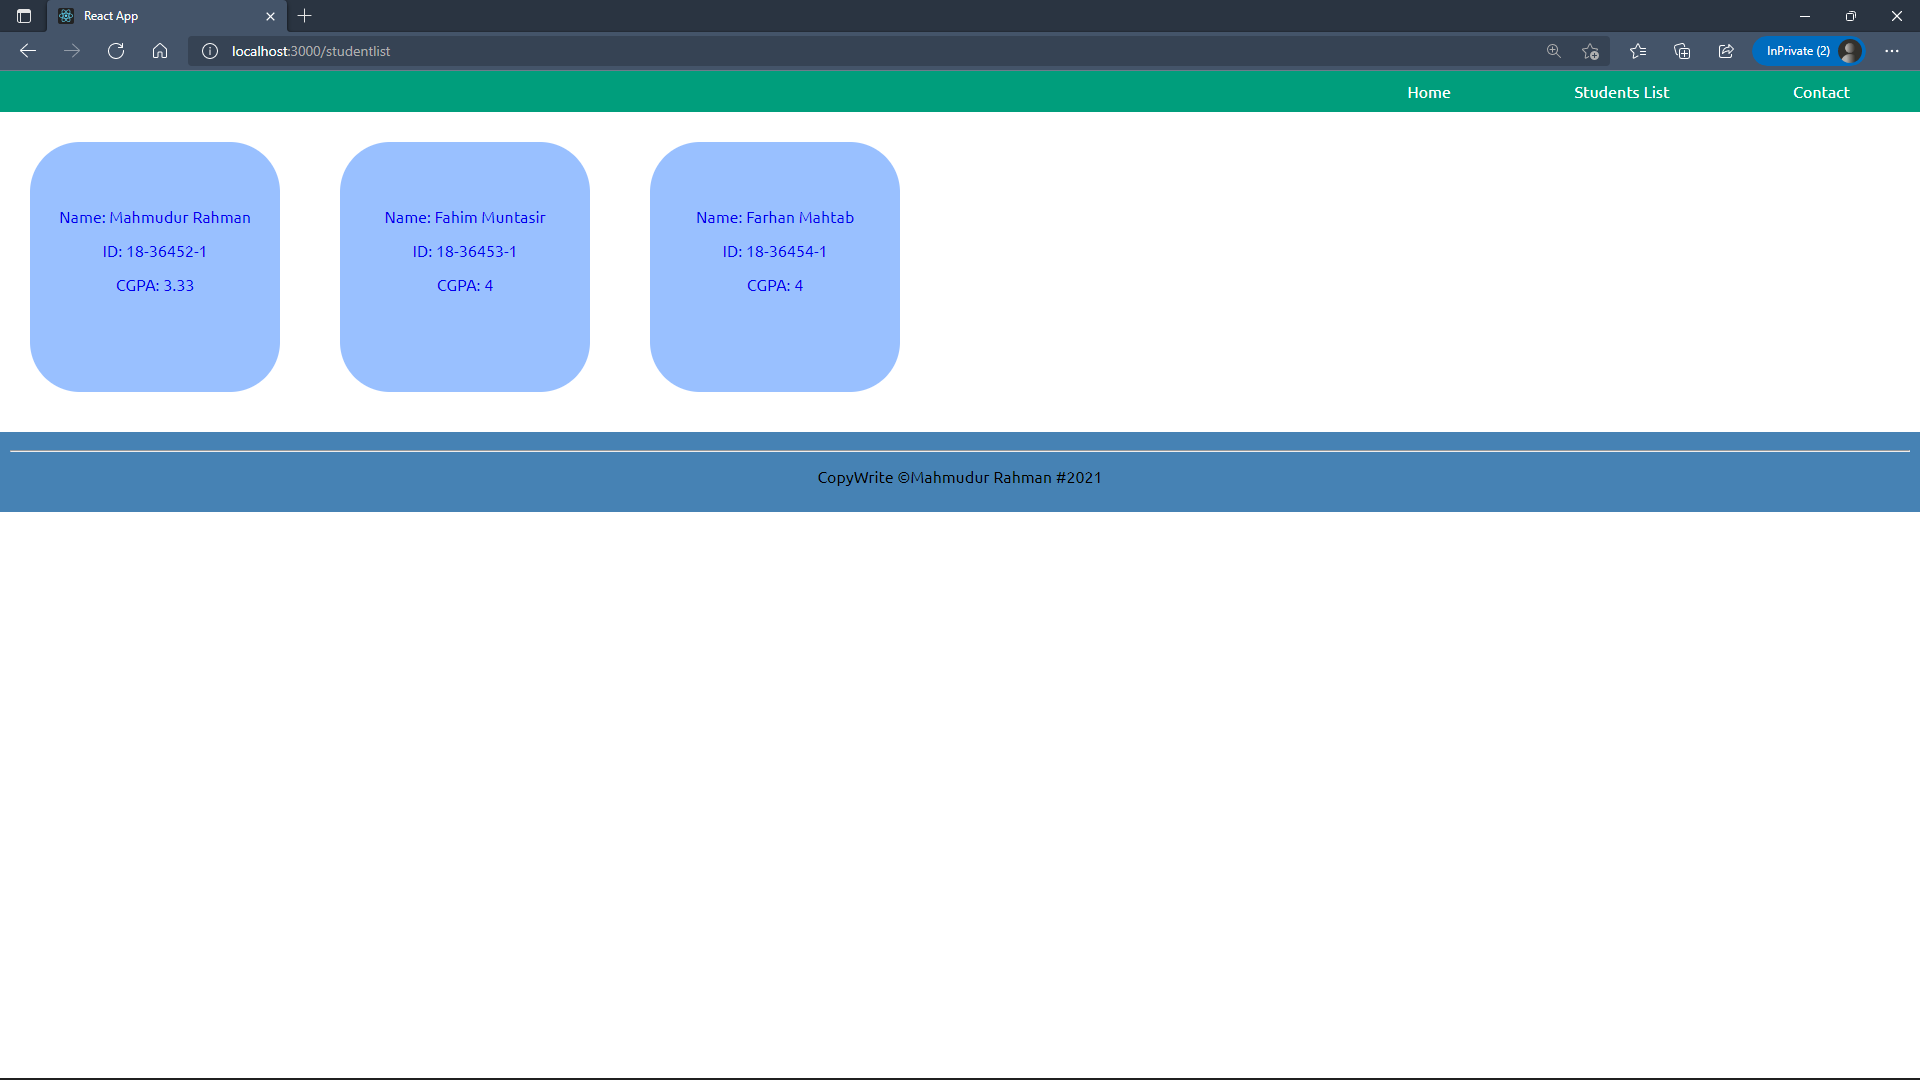 React App
localhost:3000/studentlist
InPrivate (2)
Home
Students List
Contact
Name: Mahmudur Rahman
ID: 18-36452-1
CGPA: 3.33
Name: Fahim Muntasir
ID: 18-36453-1
CGPA: 4
Name: Farhan Mahtab
ID: 18-36454-1
CGPA: 4
CopyWrite ©Mahmudur Rahman #2021